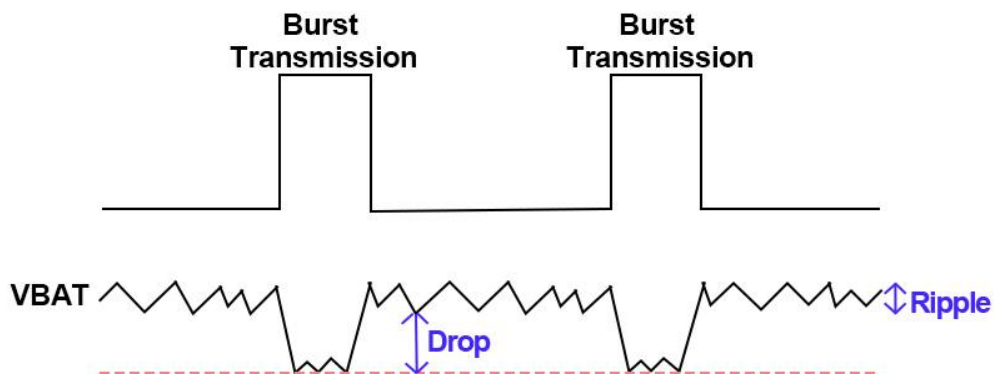 Burst
Transmission
Burst
Transmission
VBAT
Ripple
Drop